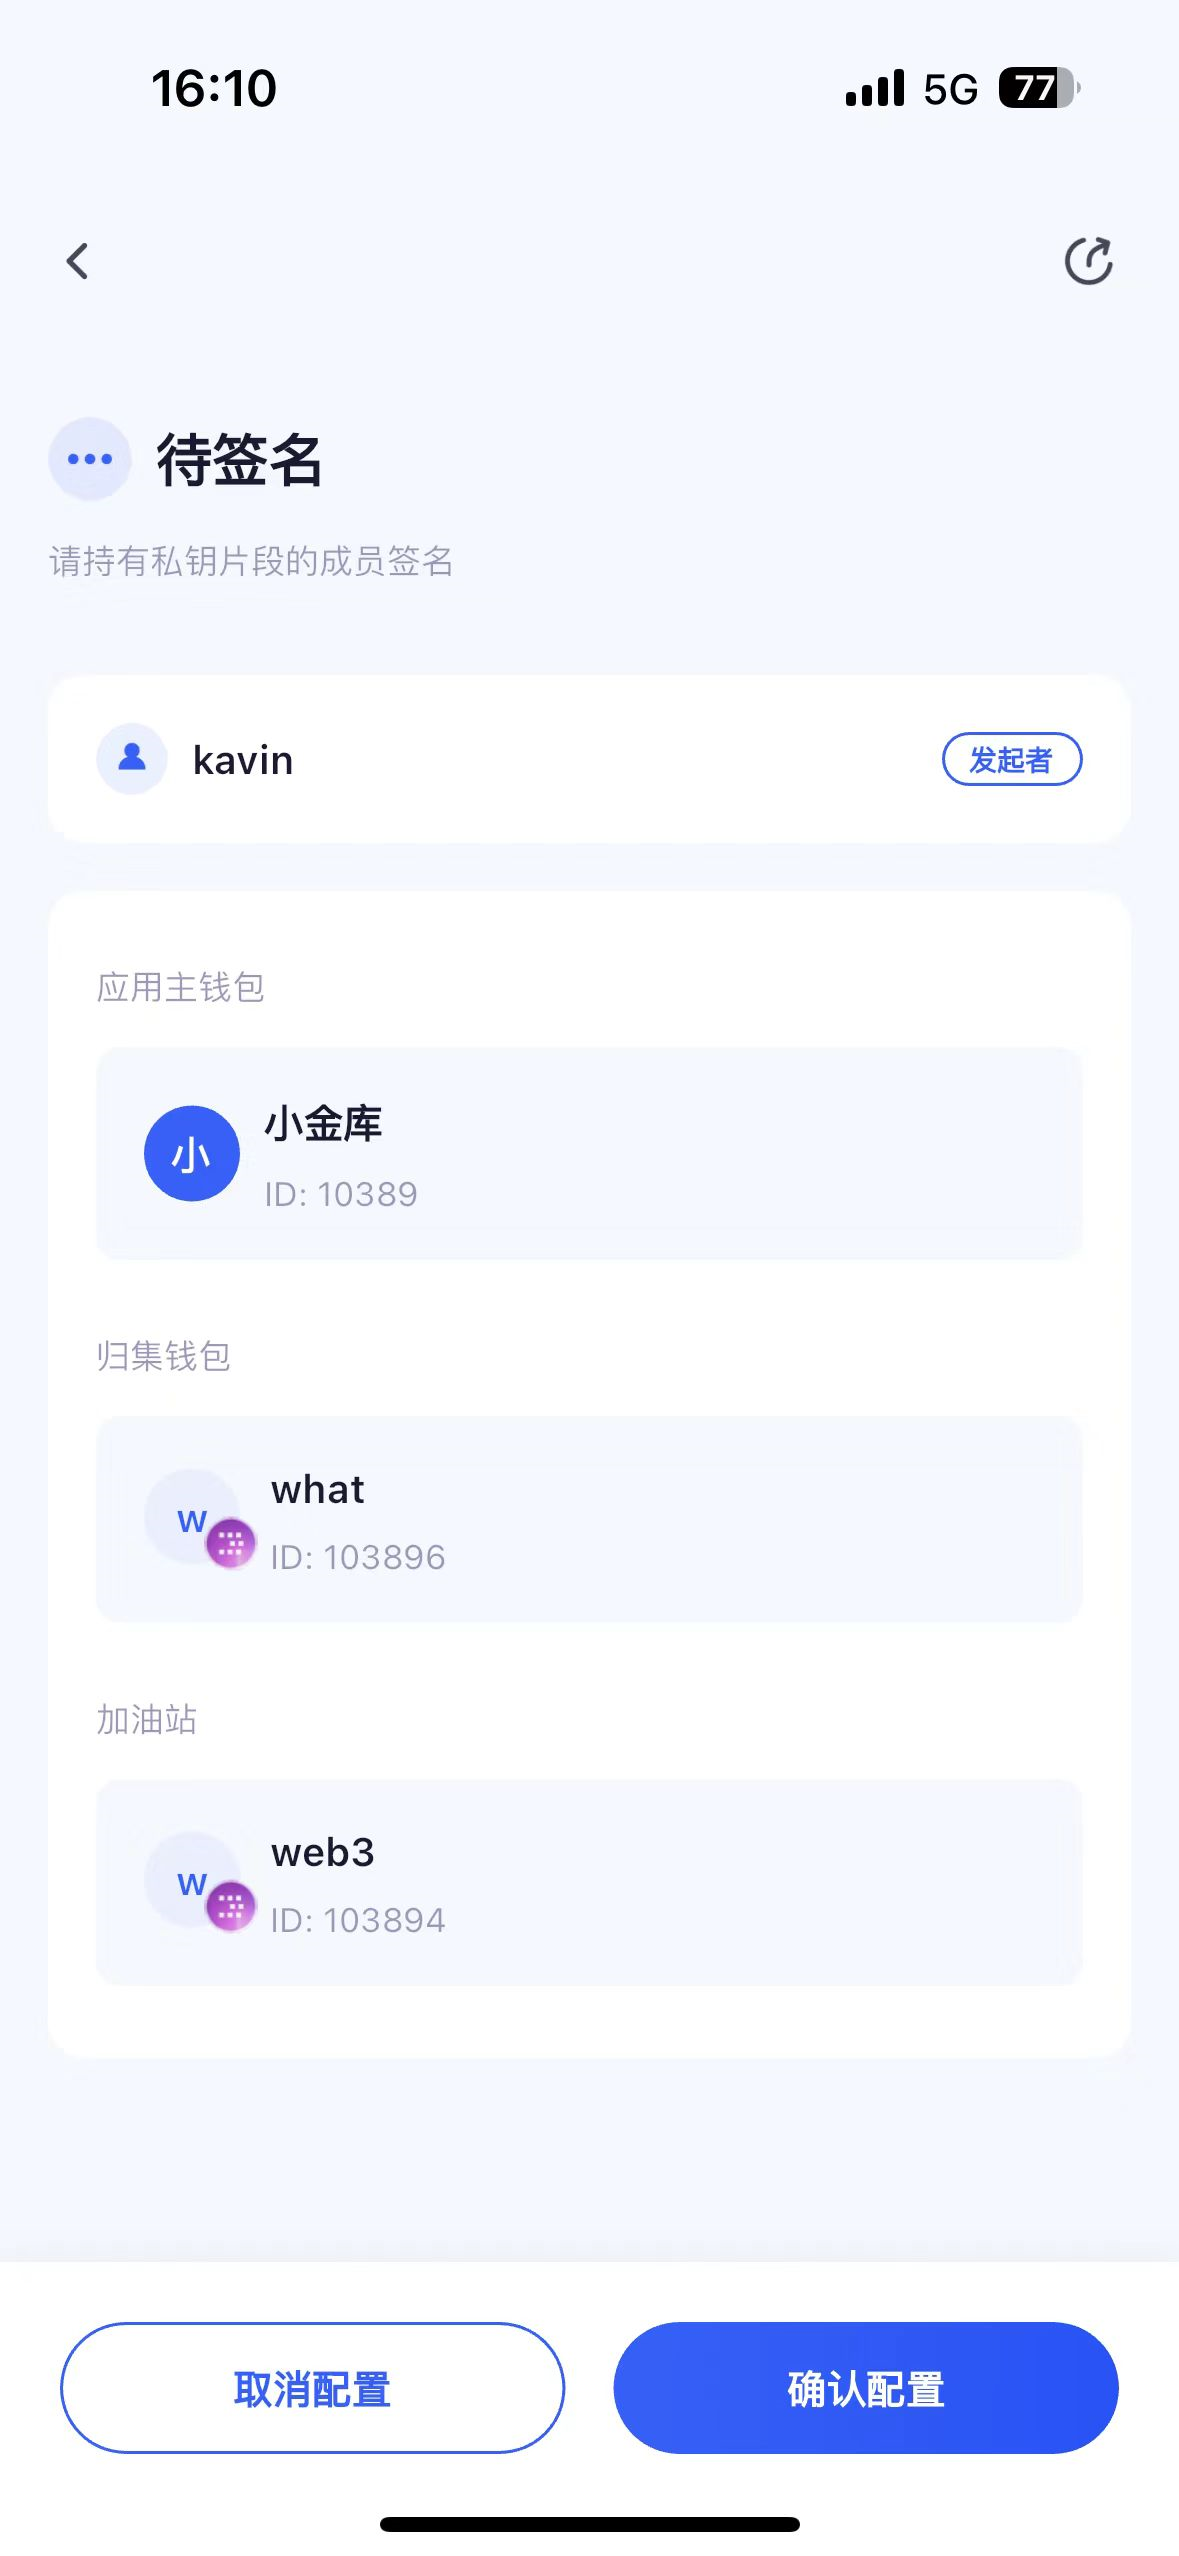 16:10
5G 77
待签名
请持有私钥片段的成员签名
kavin
发起者
应用主钱包
小
小金库
ID: 10389
归集钱包
w
what
ID: 103896
加油站
w
web3
ID: 103894
取消配置
确认配置